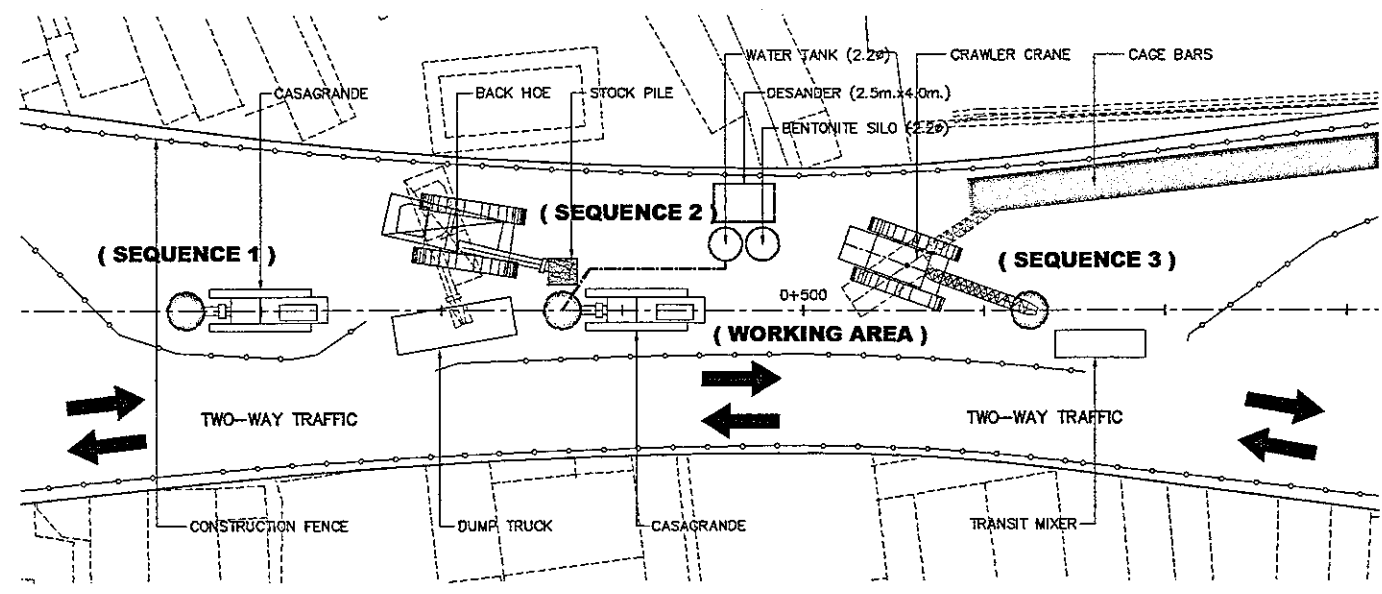 WATER TANK (2.2ø)
CRAWLER CRANE
CAGE BARS
CASAGRANDE
BACK HOE
STOCK PILE
DESANDER (2.5m.x4.0m.)
BENTONITE SILO (2.2ø)
( SEQUENCE 2 )
( SEQUENCE 1 )
( SEQUENCE 3 )
0+500
( WORKING AREA )
TWO-WAY TRAFFIC
TWO-WAY TRAFFIC
CONSTRUCTION FENCE
DUMP TRUCK
CASAGRANDE
TRANSIT MIXER